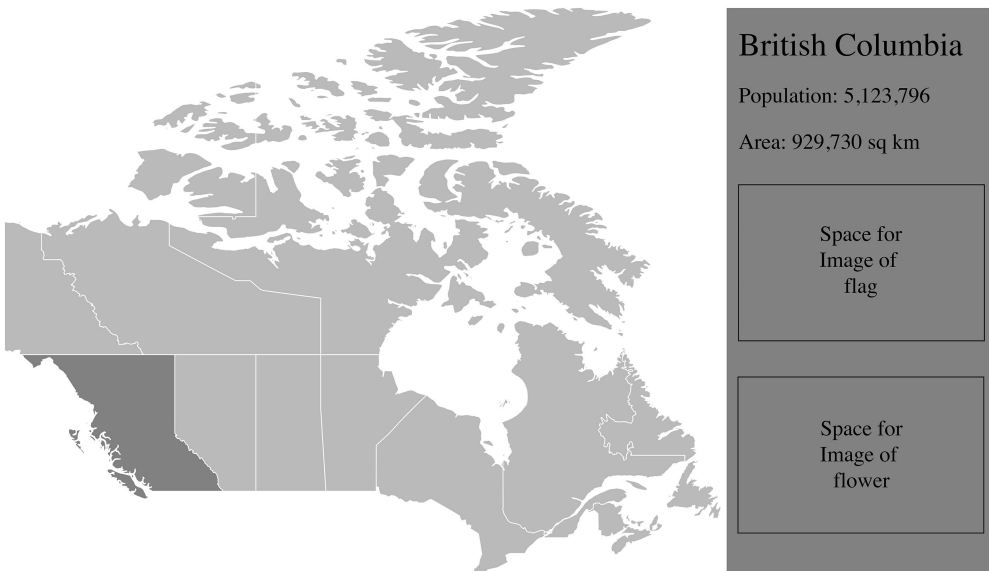 British Columbia
Population: 5,123,796
Area: 929,730 sq km
Space for
Image of
flag
Space for
Image of
flower